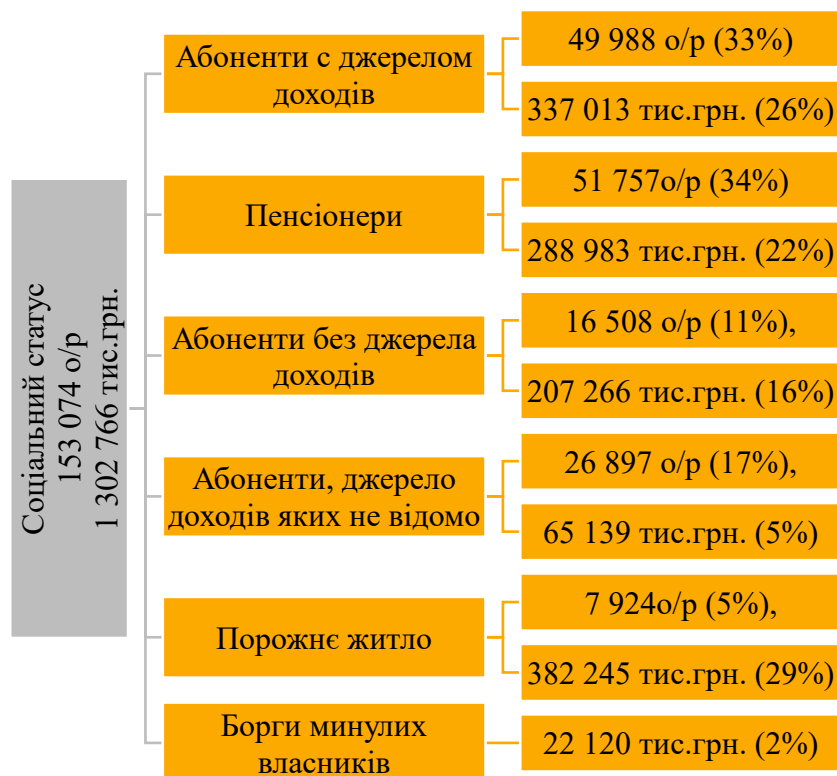 Соціальний статус
153 074 о/р
1 302 766 тис.грн.
Абоненти с джерелом
доходів
49 988 о/р (33%)
337 013 тис.грн. (26%)
Пенсіонери
51 757о/р (34%)
288 983 тис.грн. (22%)
Абоненти без джерела
доходів
16 508 о/р (11%),
207 266 тис.грн. (16%)
Абоненти, джерело
доходів яких не відомо
26 897 о/р (17%),
65 139 тис.грн. (5%)
Порожнє житло
7 924о/р (5%),
382 245 тис.грн. (29%)
Борги минулих
власників
22 120 тис.грн. (2%)